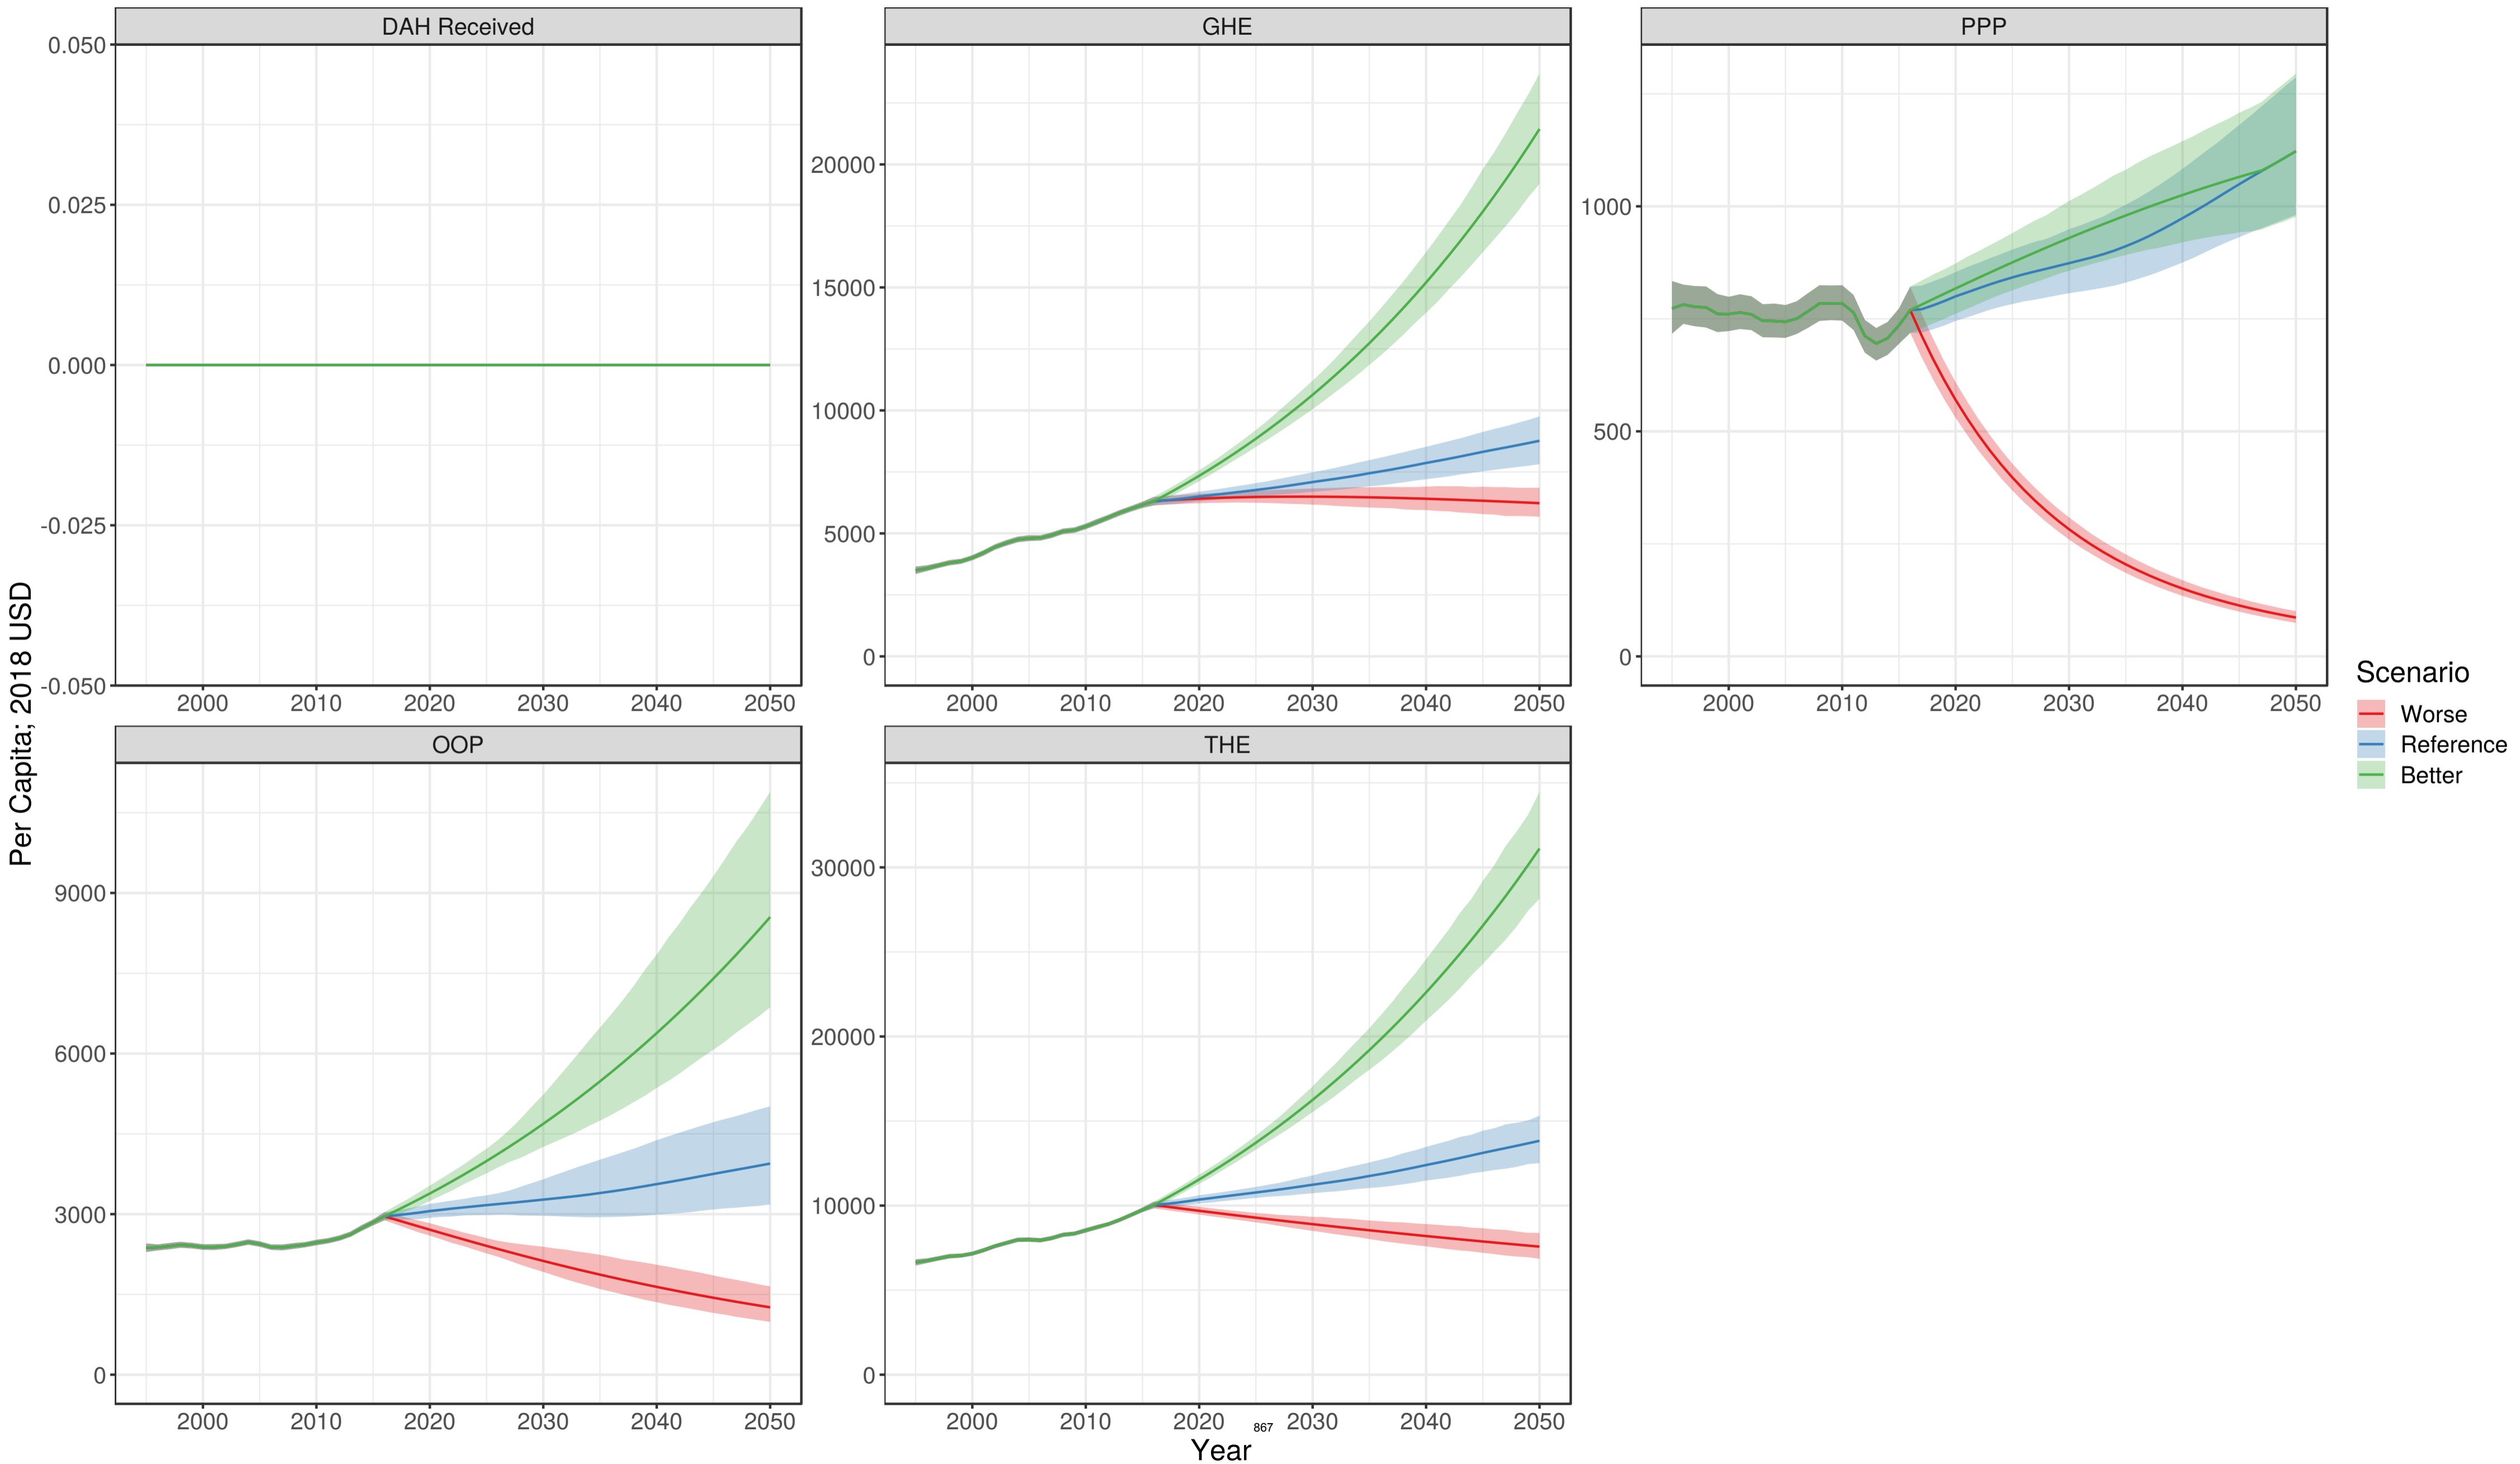 DAH Received
GHE
PPP
0.050
0.025
0.000
-0.025
-0.050
20000
15000
10000
5000
0
1000
500
0
2000 2010 2020 2030 2040 2050
2000 2010 2020 2030 2040 2050
2000 2010 2020 2030 2040 2050
OOP
THE
9000
6000
3000
0
30000
20000
10000
0
2000 2010 2020 2030 2040 2050
2000 2010 2020 2030 2040 2050
867
Year
Per Capita; 2018 USD
Scenario
Worse
Reference
Better